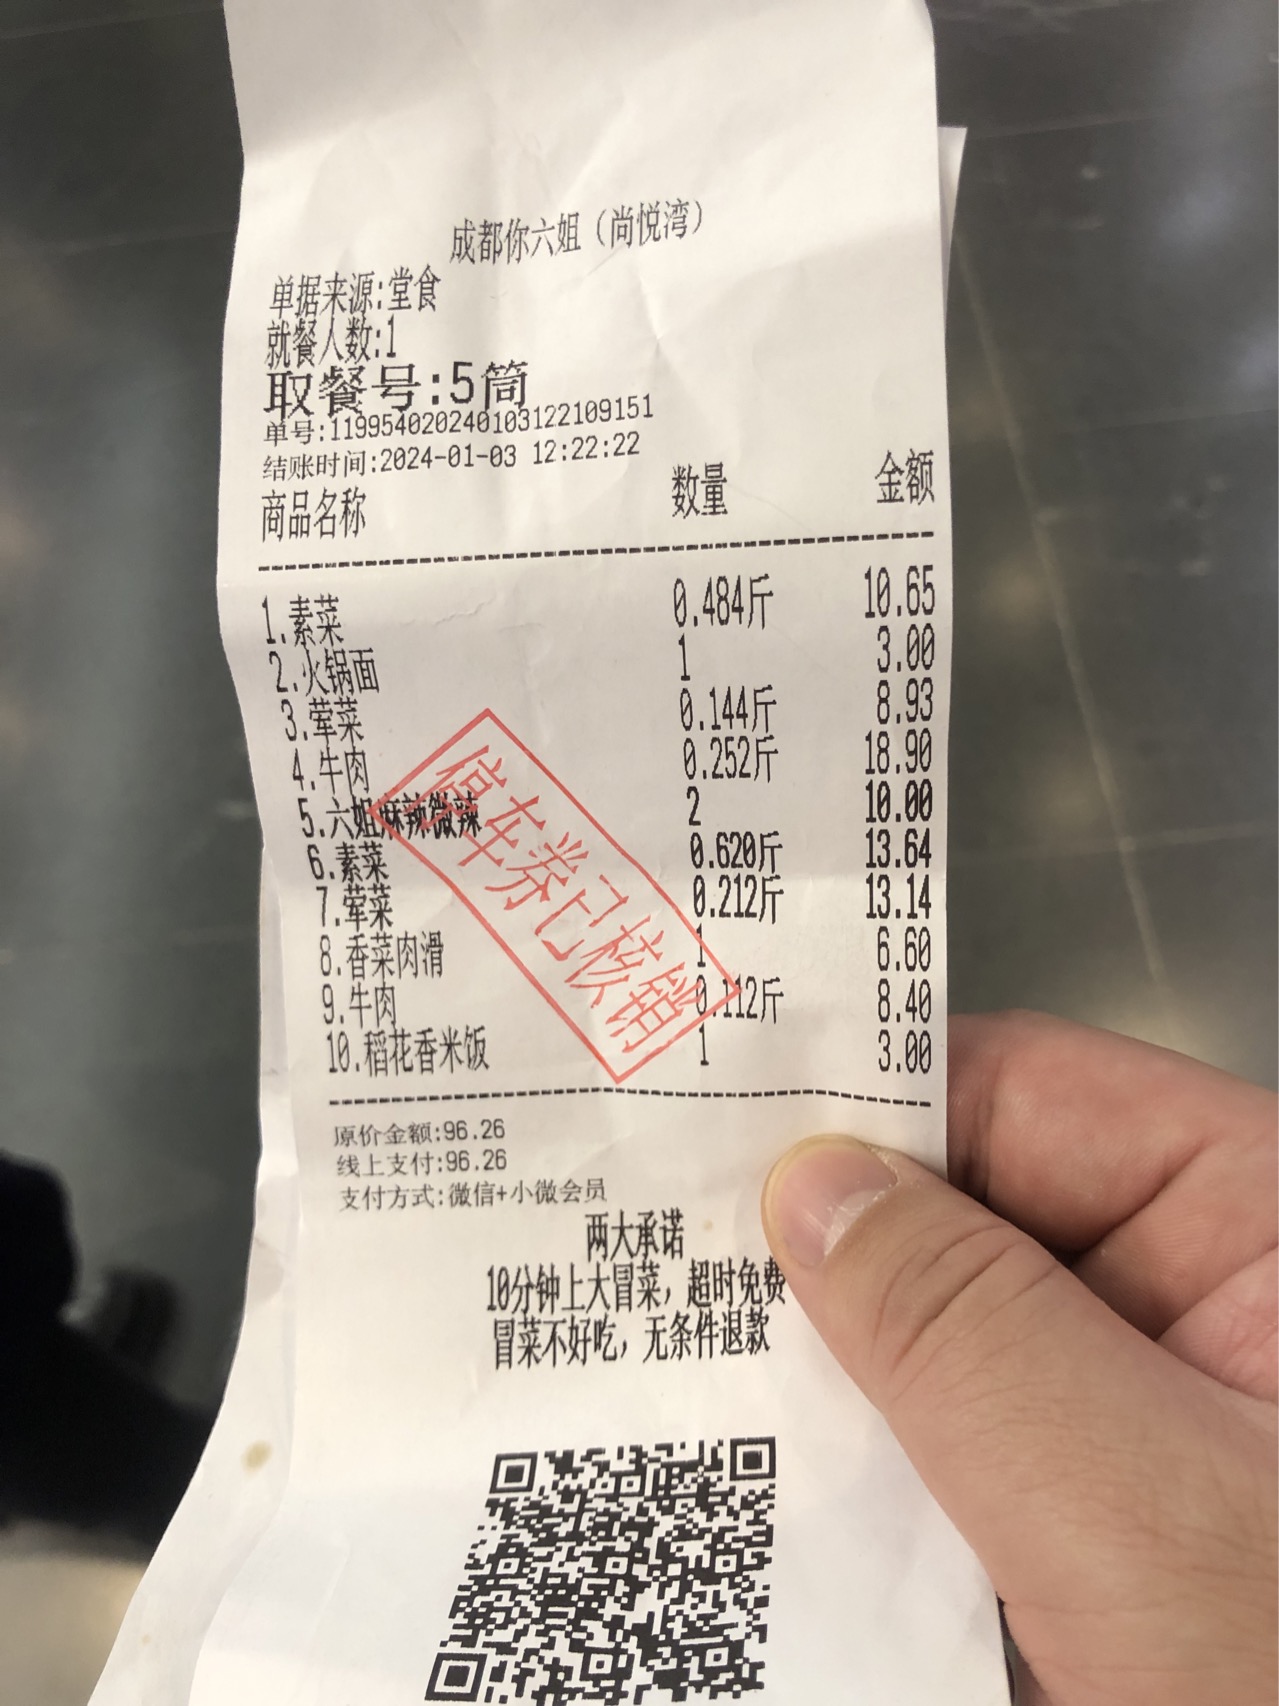 成都你六姐（尚悦湾）
单据来源:堂食
就餐人数:1
取餐号:5筒
单号:11995402024010312210 9151
结账时间:2024-01-03 12:22:22
商品名称 数量 金额
1.素菜 0.484斤 10.65
2.火锅面 1 3.00
3.荤菜 0.144斤 8.93
4.牛肉 0.252斤 18.90
5.六姐麻辣微辣 2 10.00
6.素菜 0.620斤 13.64
7.荤菜 0.212斤 13.14
8.香菜肉滑 1 6.60
9.牛肉 0.112斤 8.40
10.稻花香米饭 1 3.00
停车券已核销
原价金额:96.26
线上支付:96.26
支付方式:微信+小微会员
两大承诺
10分钟上大冒菜，超时免费
冒菜不好吃，无条件退款